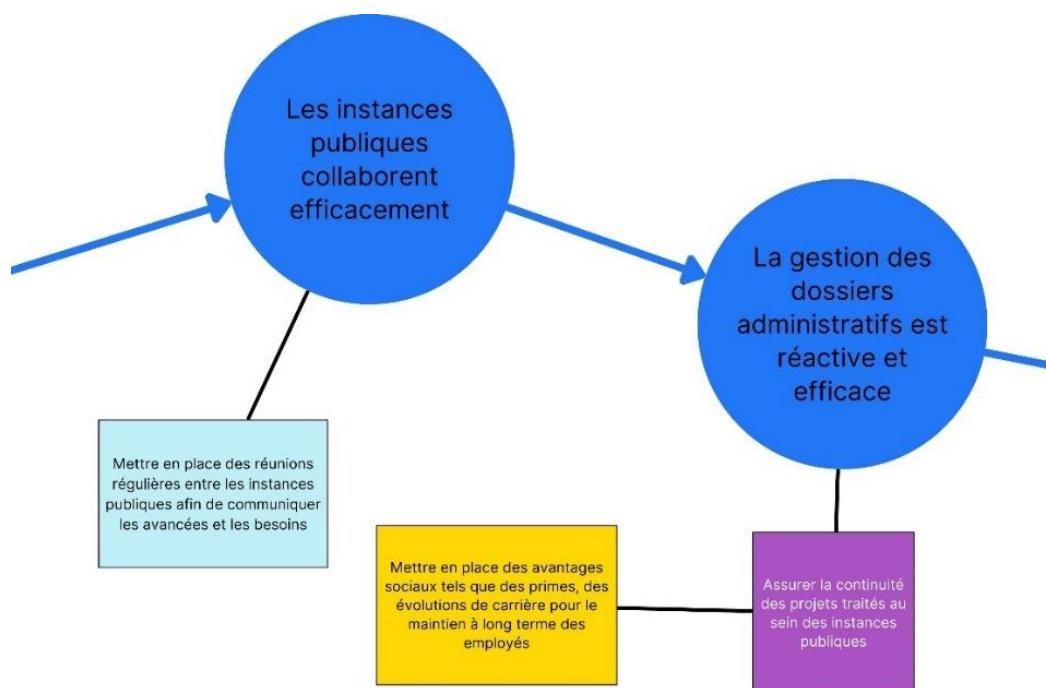 Les instances
publiques
collaborent
efficacement
La gestion des
dossiers
administratifs est
réactive et
efficace
Mettre en place des réunions
régulières entre les instances
publiques afin de communiquer
les avancées et les besoins
Mettre en place des avantages
sociaux tels que des primes, des
évolutions de carrière pour le
maintien à long terme des
employés
Assurer la continuité
des projets traités au
sein des instances
publiques